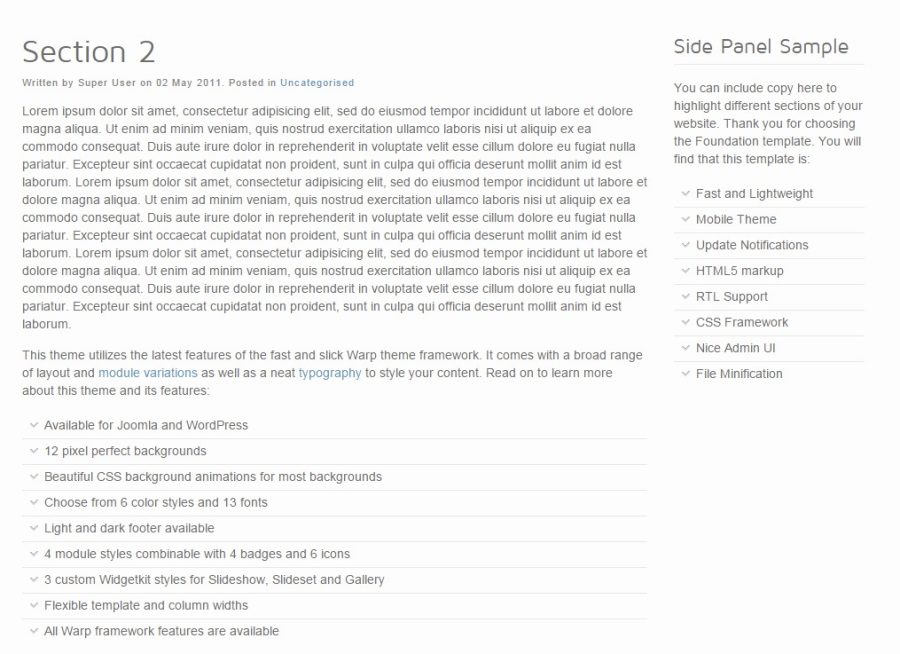 Section 2
Written by Super User on 02 May 2011. Posted in Uncategorised
Lorem ipsum dolor sit amet, consectetur adipisicing elit, sed do eiusmod tempor incididunt ut labore et dolore
magna aliqua. Ut enim ad minim veniam, quis nostrud exercitation ullamco laboris nisi ut aliquip ex ea
commodo consequat. Duis aute irure dolor in reprehenderit in voluptate velit esse cillum dolore eu fugiat nulla
pariatur. Excepteur sint occaecat cupidatat non proident, sunt in culpa qui officia deserunt mollit anim id est
laborum. Lorem ipsum dolor sit amet, consectetur adipisicing elit, sed do eiusmod tempor incididunt ut labore et
dolore magna aliqua. Ut enim ad minim veniam, quis nostrud exercitation ullamco laboris nisi ut aliquip ex ea
commodo consequat. Duis aute irure dolor in reprehenderit in voluptate velit esse cillum dolore eu fugiat nulla
pariatur. Excepteur sint occaecat cupidatat non proident, sunt in culpa qui officia deserunt mollit anim id est
laborum. Lorem ipsum dolor sit amet, consectetur adipisicing elit, sed do eiusmod tempor incididunt ut labore et
dolore magna aliqua. Ut enim ad minim veniam, quis nostrud exercitation ullamco laboris nisi ut aliquip ex ea
commodo consequat. Duis aute irure dolor in reprehenderit in voluptate velit esse cillum dolore eu fugiat nulla
pariatur. Excepteur sint occaecat cupidatat non proident, sunt in culpa qui officia deserunt mollit anim id est
laborum.
This theme utilizes the latest features of the fast and slick Warp theme framework. It comes with a broad range
of layout and module variations as well as a neat typography to style your content. Read on to learn more
about this theme and its features:
Available for Joomla and WordPress
12 pixel perfect backgrounds
Beautiful CSS background animations for most backgrounds
Choose from 6 color styles and 13 fonts
Light and dark footer available
4 module styles combinable with 4 badges and 6 icons
3 custom Widgetkit styles for Slideshow, Slideset and Gallery
Flexible template and column widths
All Warp framework features are available
Side Panel Sample
You can include copy here to
highlight different sections of your
website. Thank you for choosing
the Foundation template. You will
find that this template is:
Fast and Lightweight
Mobile Theme
Update Notifications
HTML5 markup
RTL Support
CSS Framework
Nice Admin UI
File Minification